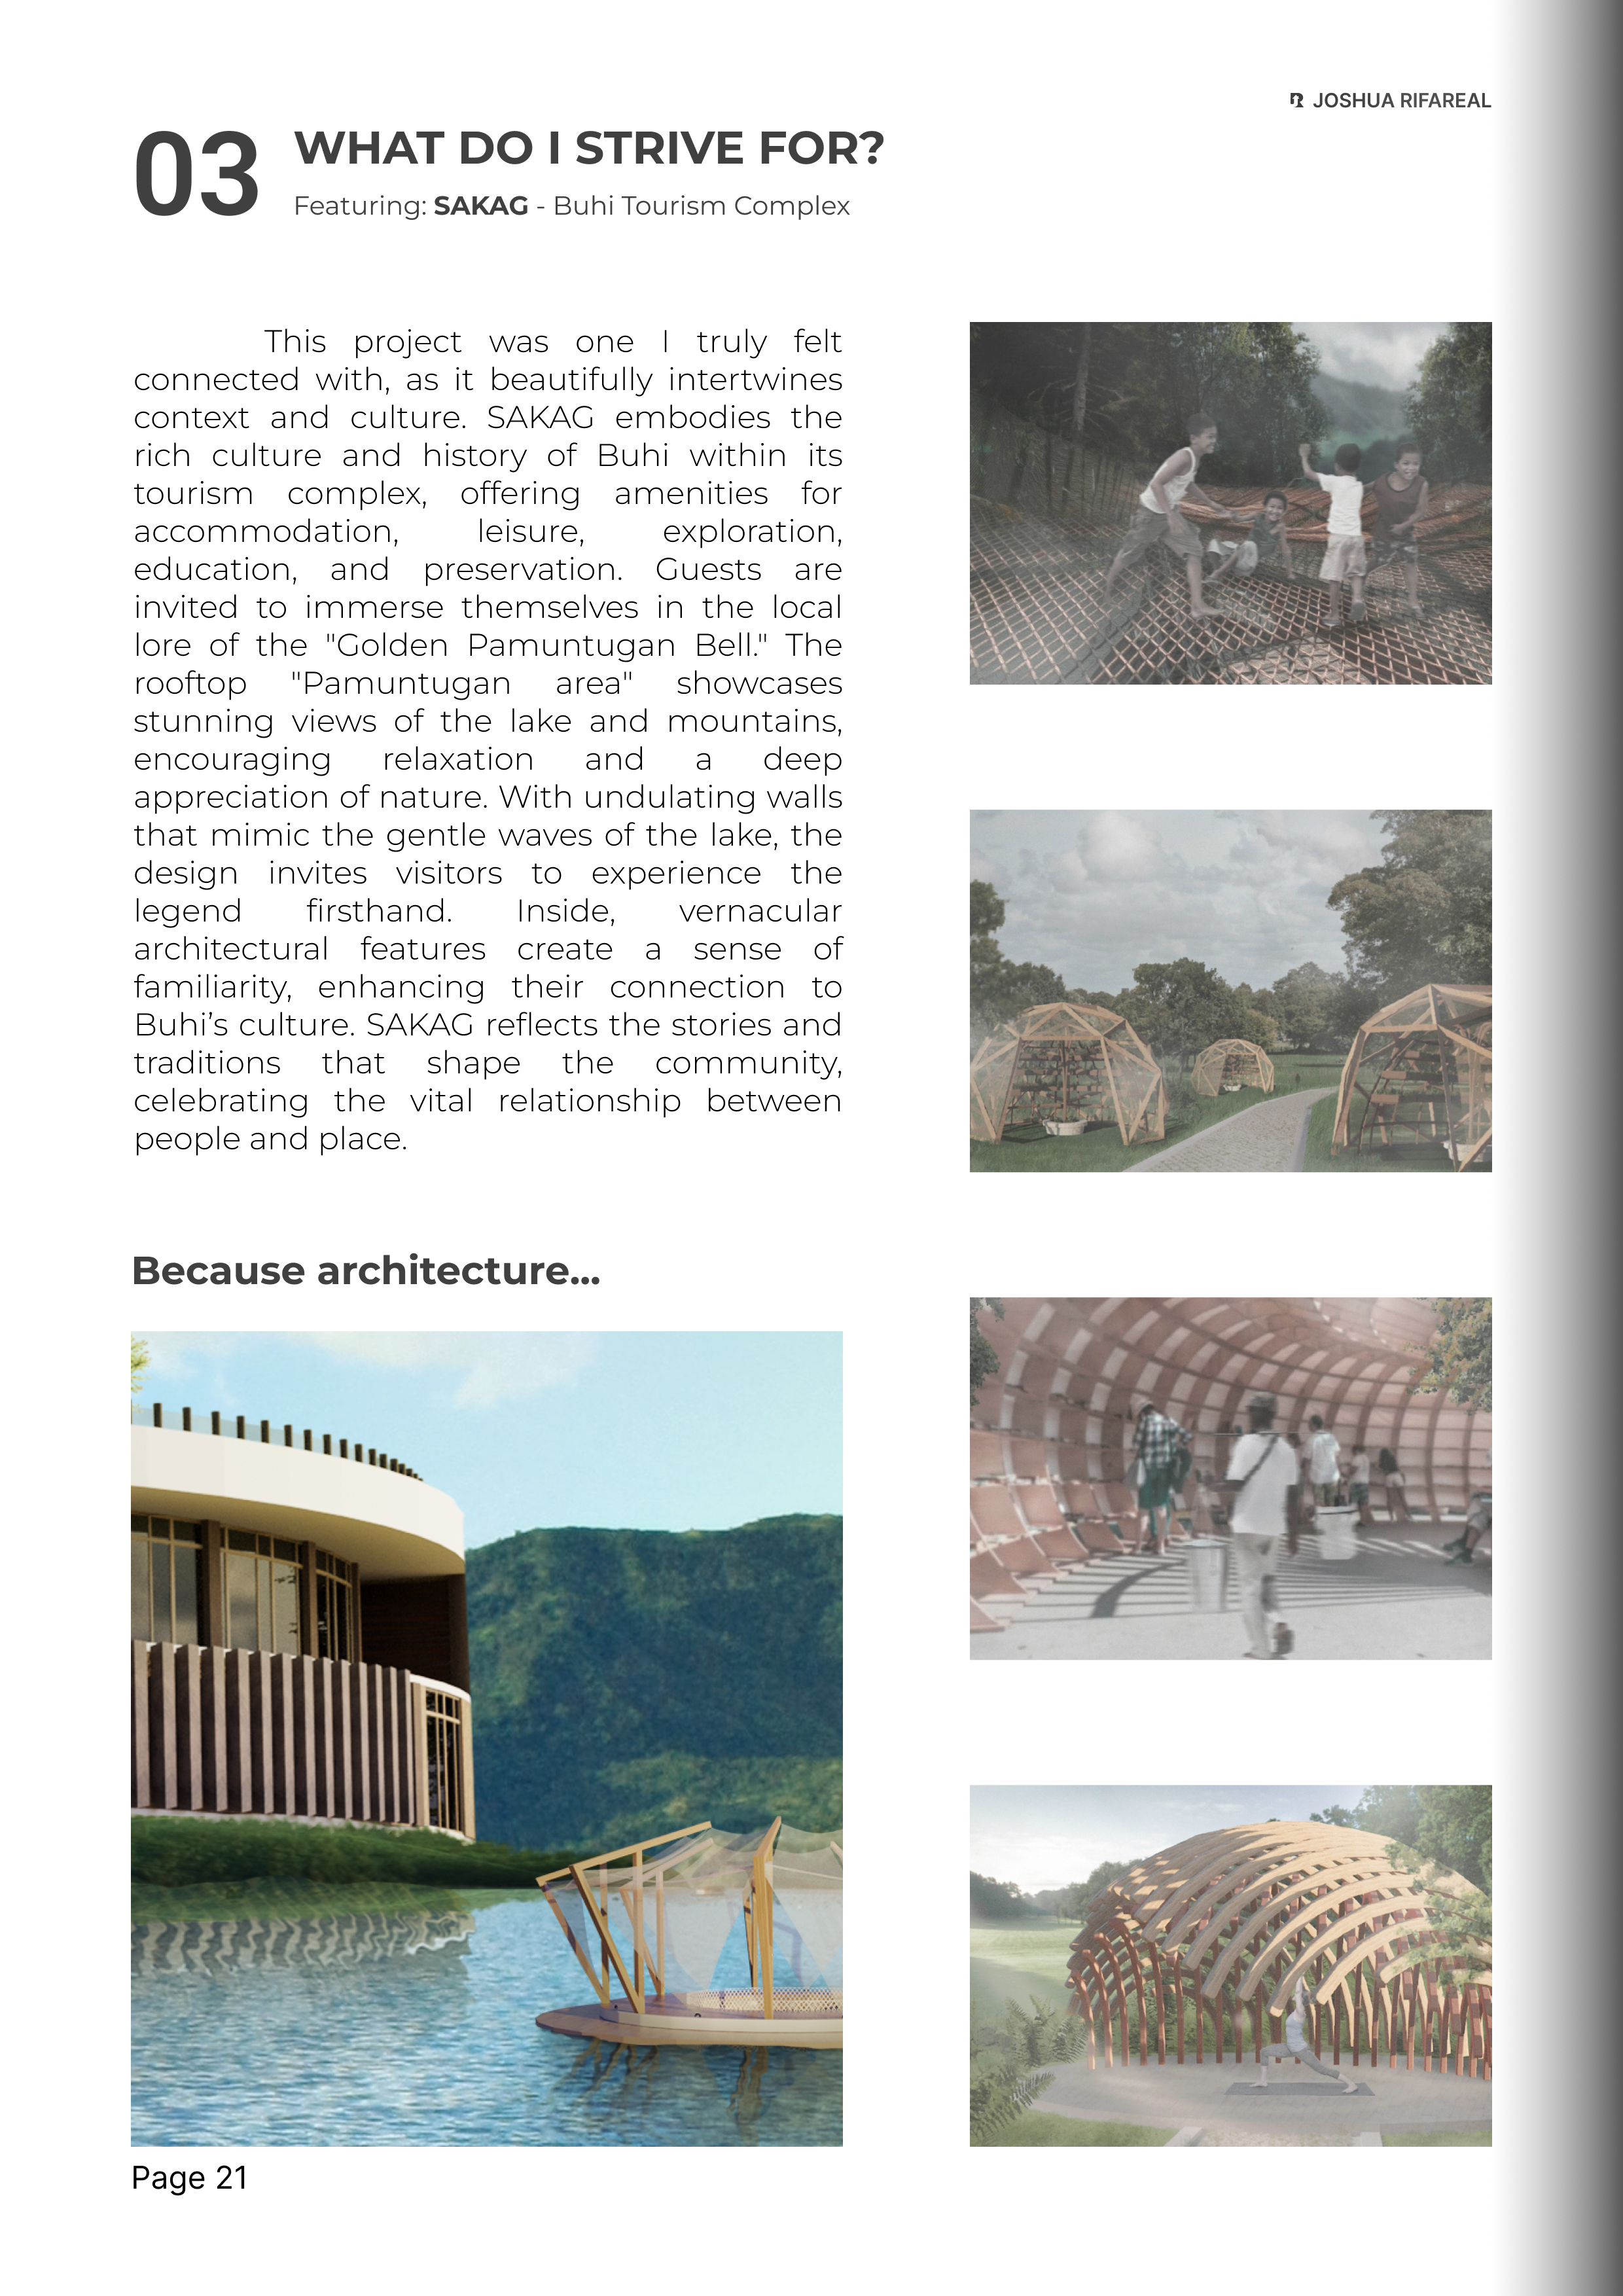 JOSHUA RIFAREAL
03
WHAT DO I STRIVE FOR?
Featuring: SAKAG - Buhi Tourism Complex
This project was one I truly felt
connected with, as it beautifully intertwines
context and culture. SAKAG embodies the
rich culture and history of Buhi within its
tourism complex, offering amenities for
accommodation, leisure, exploration,
education, and preservation. Guests are
invited to immerse themselves in the local
lore of the "Golden Pamuntugan Bell." The
rooftop "Pamuntugan area" showcases
stunning views of the lake and mountains,
encouraging relaxation and a deep
appreciation of nature. With undulating walls
that mimic the gentle waves of the lake, the
design invites visitors to experience the
legend firsthand. Inside, vernacular
architectural features create a sense of
familiarity, enhancing their connection to
Buhi’s culture. SAKAG reflects the stories and
traditions that shape the community,
celebrating the vital relationship between
people and place.
Because architecture...
Page 21